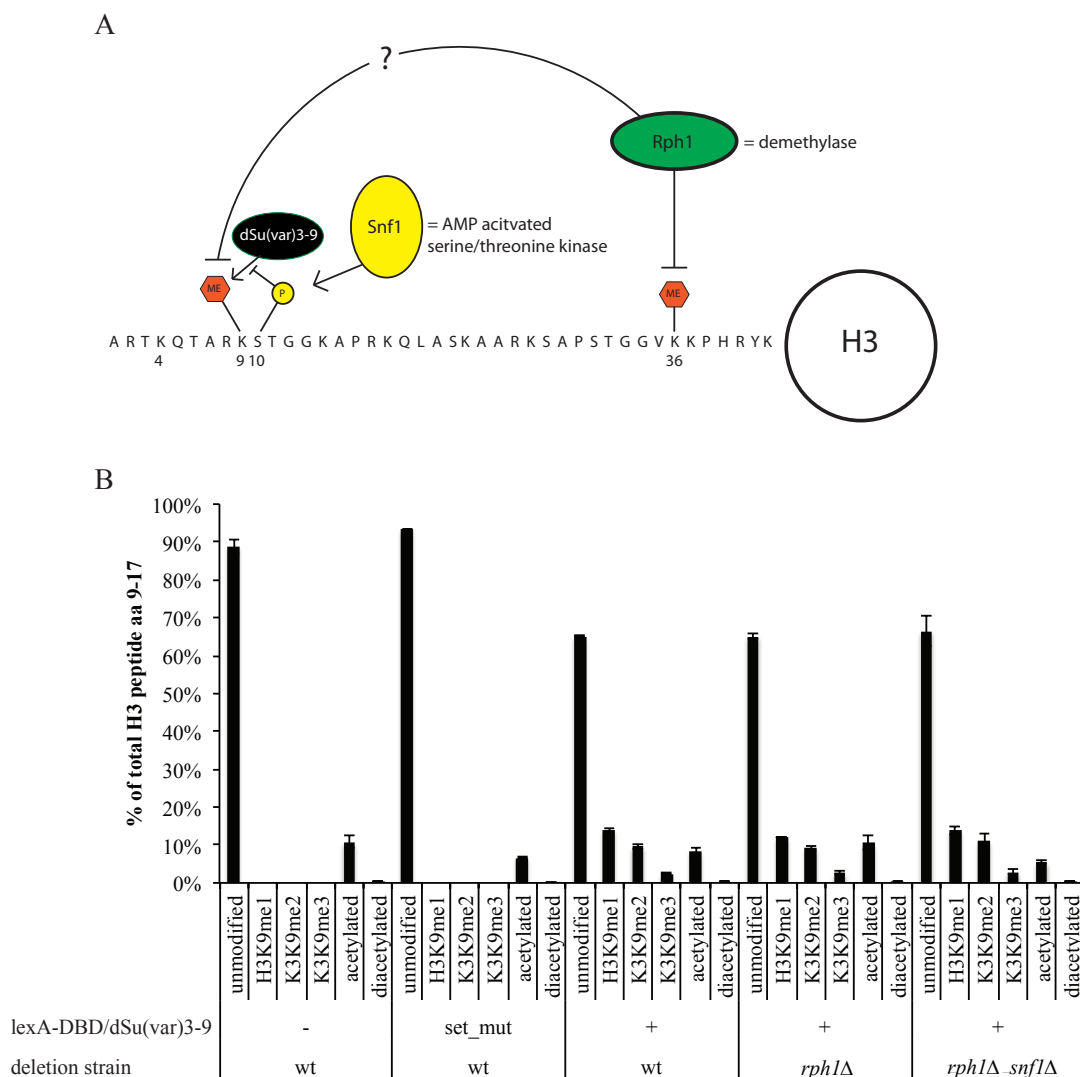 A
?
Rph1
= demethylase
dSu(var)3-9
Snf1
= AMP acitvated
serine/threonine kinase
ME
P
ME
A R T K Q T A R K S T G G K A P R K Q L A S K A A R K S A P S T G G V K K P H R Y K
4
9 10
36
H3
B
% of total H3 peptide aa 9-17
100%
90%
80%
70%
60%
50%
40%
30%
20%
10%
0%
unmodified
H3K9me1
K3K9me2
K3K9me3
acetylated
diacetylated
unmodified
H3K9me1
K3K9me2
K3K9me3
acetylated
diacetylated
unmodified
H3K9me1
K3K9me2
K3K9me3
acetylated
diacetylated
unmodified
H3K9me1
K3K9me2
K3K9me3
acetylated
diacetylated
unmodified
H3K9me1
K3K9me2
K3K9me3
acetylated
diacetylated
lexA-DBD/dSu(var)3-9 - set_mut + + +
deletion strain wt wt wt rph1Δ rph1Δ_snf1Δ